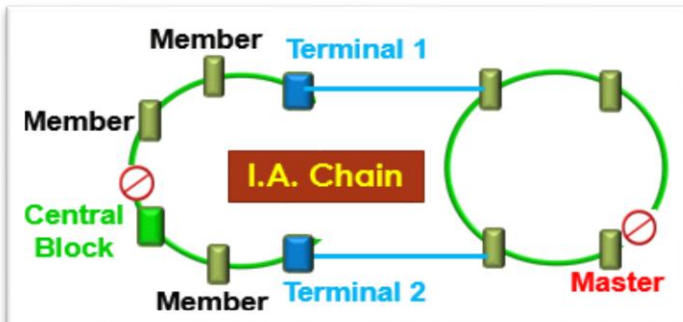 Member
Terminal 1
Member
I.A. Chain
Central
Block
Member
Terminal 2
Master